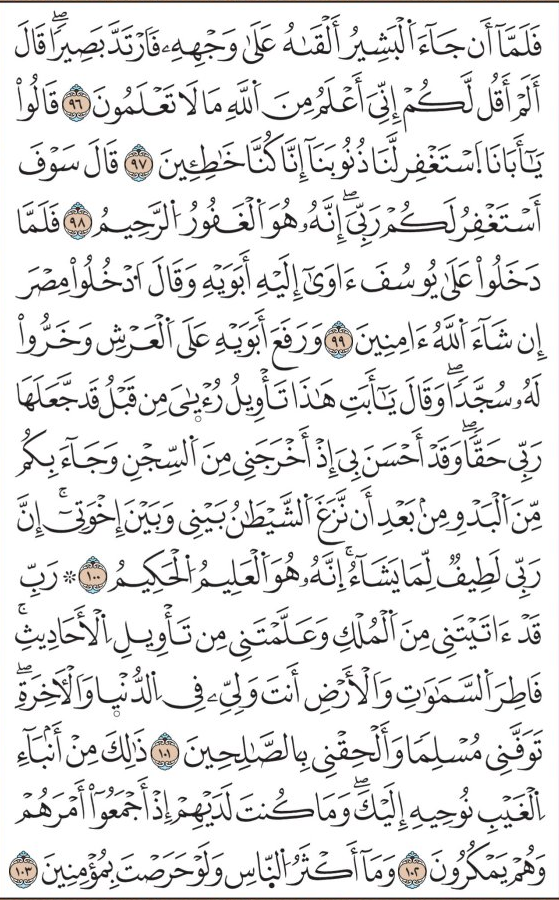 فَلَمَّآ أَن جَآءَ ٱلْبَشِيرُ أَلْقَىٰهُ عَلَىٰ وَجْهِهِۦ فَٱرْتَدَّ بَصِيرًاۖ قَالَ
أَلَمْ أَقُل لَّكُمْ إِنِّىٓ أَعْلَمُ مِنَ ٱللَّهِ مَا لَا تَعْلَمُونَ ٩٦ قَالُوا۟
يَـٰٓأَبَانَا ٱسْتَغْفِرْ لَنَا ذُنُوبَنَآ إِنَّا كُنَّا خَـٰطِـِٔينَ ٩٧ قَالَ سَوْفَ
أَسْتَغْفِرُ لَكُمْ رَبِّىٓۖ إِنَّهُۥ هُوَ ٱلْغَفُورُ ٱلرَّحِيمُ ٩٨ فَلَمَّا
دَخَلُوا۟ عَلَىٰ يُوسُفَ ءَاوَىٰٓ إِلَيْهِ أَبَوَيْهِ وَقَالَ ٱدْخُلُوا۟ مِصْرَ
إِن شَآءَ ٱللَّهُ ءَامِنِينَ ٩٩ وَرَفَعَ أَبَوَيْهِ عَلَى ٱلْعَرْشِ وَخَرُّوا۟
لَهُۥ سُجَّدًاۖ وَقَالَ يَـٰٓأَبَتِ هَـٰذَا تَأْوِيلُ رُءْيَـٰىَ مِن قَبْلُ قَدْ جَعَلَهَا
رَبِّى حَقًّاۖ وَقَدْ أَحْسَنَ بِىٓ إِذْ أَخْرَجَنِى مِنَ ٱلسِّجْنِ وَجَآءَ بِكُم
مِّنَ ٱلْبَدْوِ مِنۢ بَعْدِ أَن نَّزَغَ ٱلشَّيْطَـٰنُ بَيْنِى وَبَيْنَ إِخْوَتِىٓۚ إِنَّ
رَبِّى لَطِيفٌ لِّمَا يَشَآءُۚ إِنَّهُۥ هُوَ ٱلْعَلِيمُ ٱلْحَكِيمُ ١٠٠ * رَبِّ
قَدْ ءَاتَيْتَنِى مِنَ ٱلْمُلْكِ وَعَلَّمْتَنِى مِن تَأْوِيلِ ٱلْأَحَادِيثِۚ
فَاطِرَ ٱلسَّمَـٰوَٰتِ وَٱلْأَرْضِ أَنتَ وَلِىِّۦ فِى ٱلدُّنْيَا وَٱلْـَٔاخِرَةِۖ
تَوَفَّنِى مُسْلِمًا وَأَلْحِقْنِى بِٱلصَّـٰلِحِينَ ١٠١ ذَٰلِكَ مِنْ أَنۢبَآءِ
ٱلْغَيْبِ نُوحِيهِ إِلَيْكَۖ وَمَا كُنتَ لَدَيْهِمْ إِذْ أَجْمَعُوٓا۟ أَمْرَهُمْ
وَهُمْ يَمْكُرُونَ ١٠٢ وَمَآ أَكْثَرُ ٱلنَّاسِ وَلَوْ حَرَصْتَ بِمُؤْمِنِينَ ١٠٣